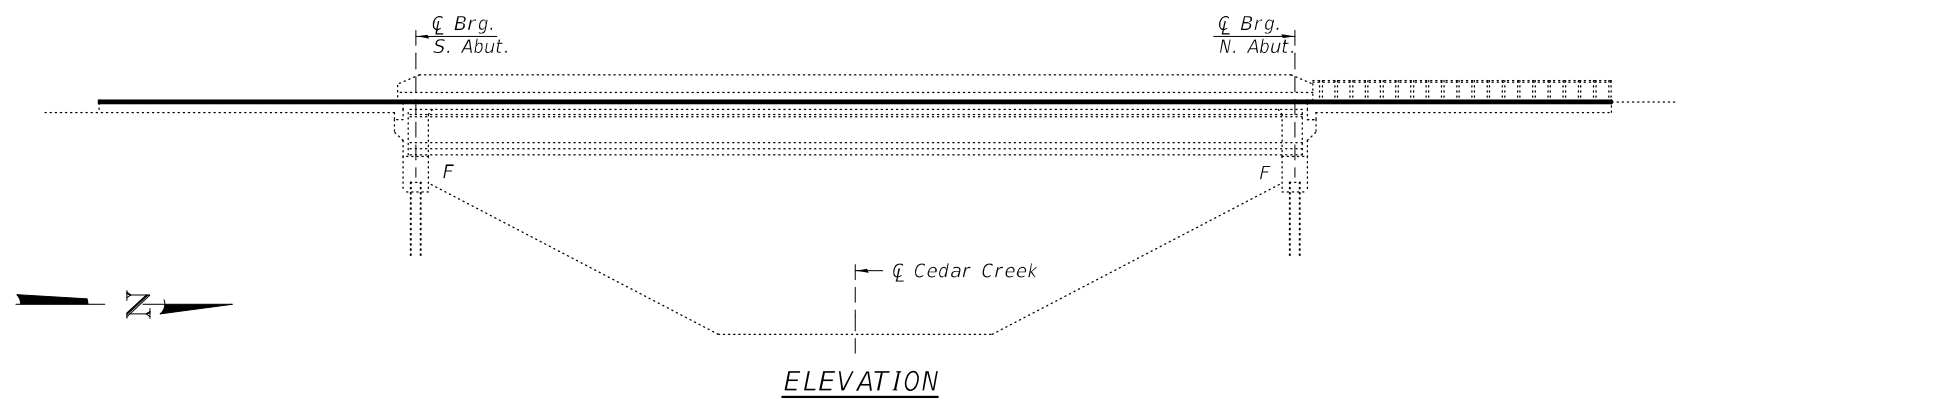 ℄ Brg.
S. Abut.
℄ Brg.
N. Abut.
F
F
℄ Cedar Creek
N
ELEVATION